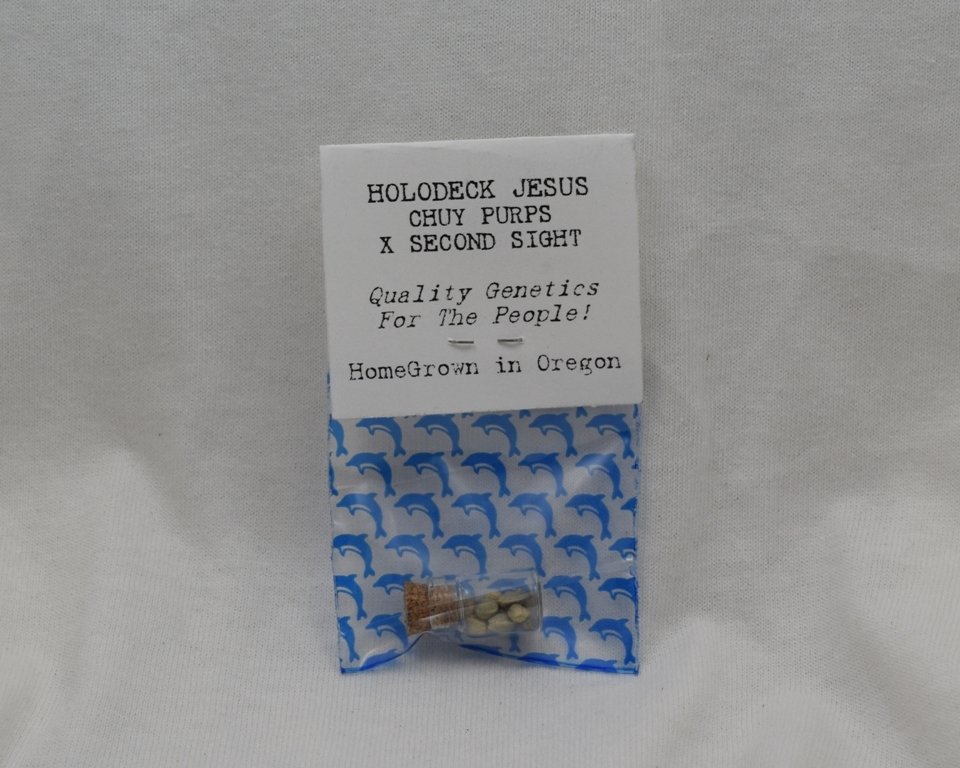 HOLODECK JESUS
CHUY PURPS
X SECOND SIGHT
Quality Genetics
For The People!
HomeGrown in Oregon